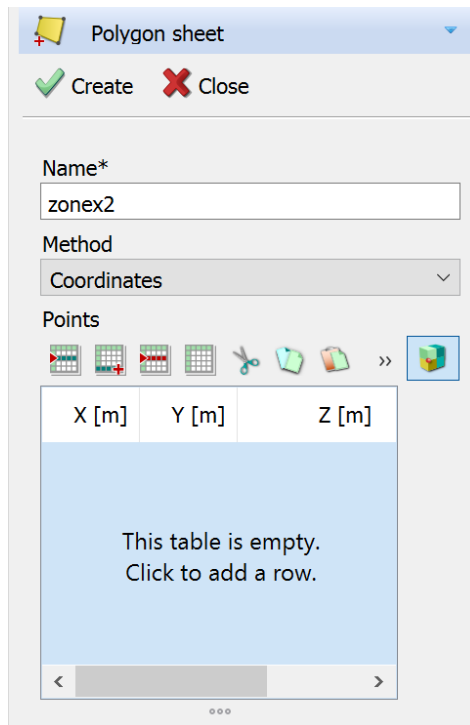 Polygon sheet
Create Close
Name*
zonex2
Method
Coordinates
Points
X [m] Y [m] Z [m]
This table is empty.
Click to add a row.